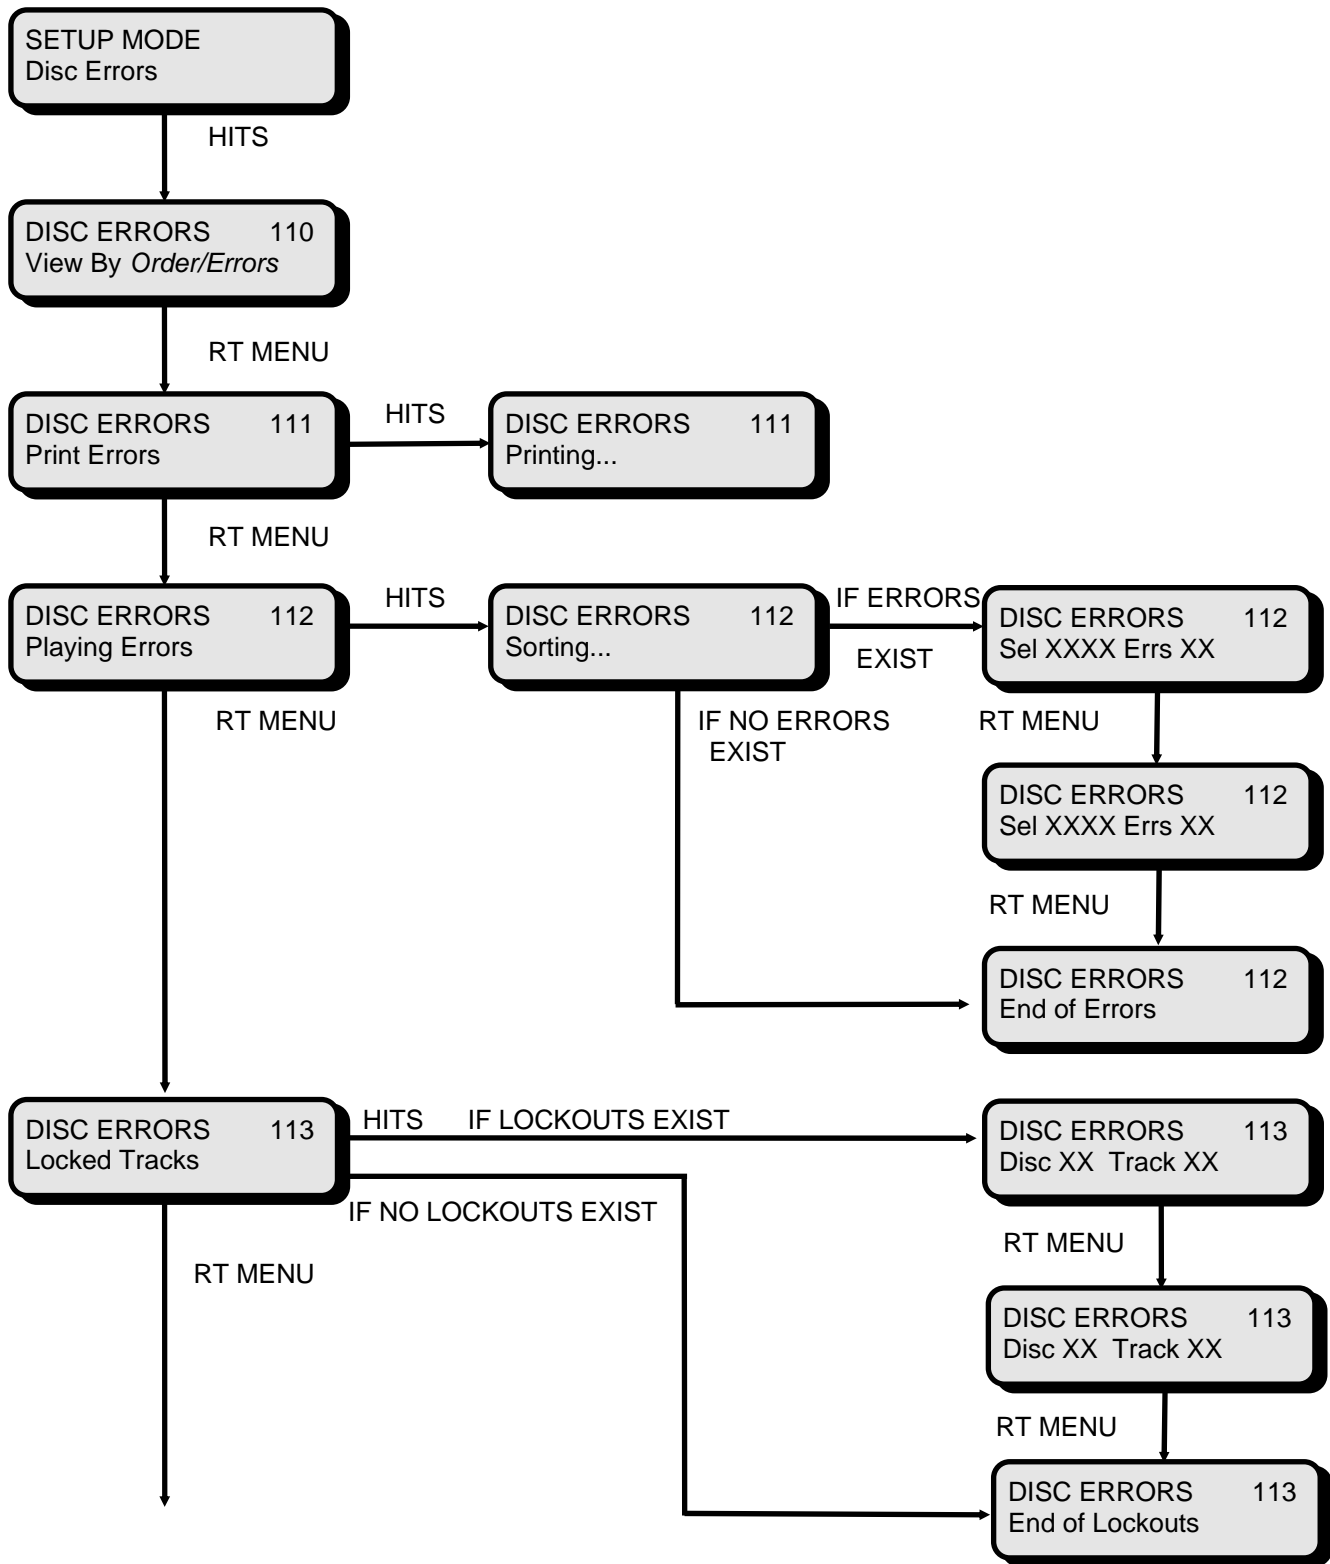 SETUP MODE
Disc Errors
HITS
DISC ERRORS 110
View By Order/Errors
RT MENU
DISC ERRORS 111
Print Errors
HITS
DISC ERRORS 111
Printing...
RT MENU
DISC ERRORS 112
Playing Errors
HITS
DISC ERRORS 112
Sorting...
IF ERRORS
EXIST
DISC ERRORS 112
Sel XXXX Errs XX
RT MENU
IF NO ERRORS
EXIST
RT MENU
DISC ERRORS 112
Sel XXXX Errs XX
RT MENU
DISC ERRORS 112
End of Errors
DISC ERRORS 113
Locked Tracks
HITS IF LOCKOUTS EXIST
DISC ERRORS 113
Disc XX Track XX
IF NO LOCKOUTS EXIST
RT MENU
RT MENU
DISC ERRORS 113
Disc XX Track XX
RT MENU
DISC ERRORS 113
End of Lockouts